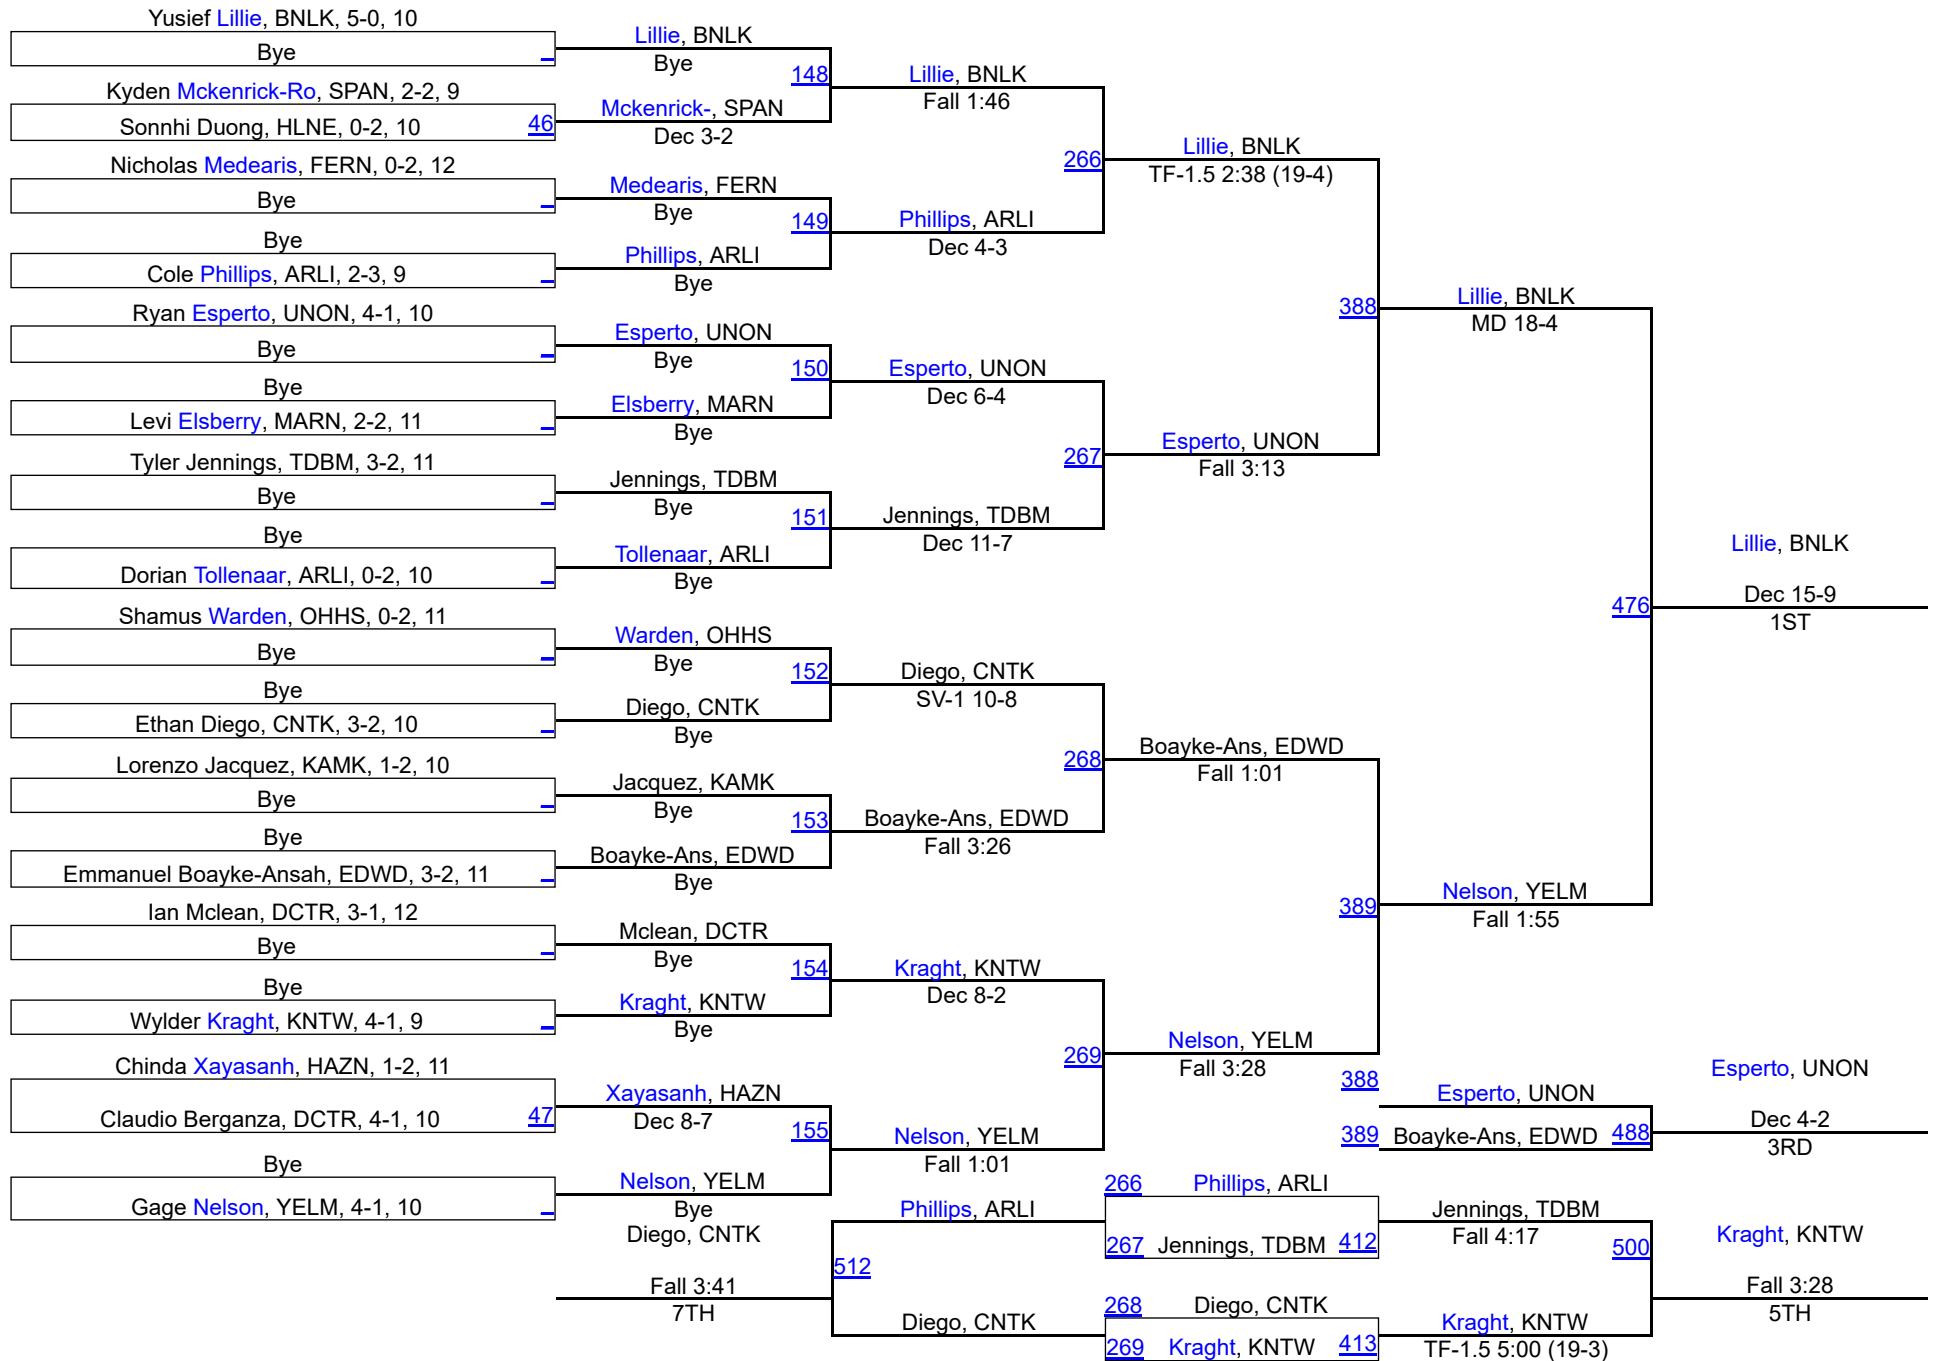 Yusief Lillie, BNLK, 5-0, 10
Bye
Kyden Mckenrick-Ro, SPAN, 2-2, 9
Sonnhi Duong, HLNE, 0-2, 10 46
Nicholas Medearis, FERN, 0-2, 12
Bye
Bye
Cole Phillips, ARLI, 2-3, 9
Ryan Esperto, UNON, 4-1, 10
Bye
Bye
Levi Elsberry, MARN, 2-2, 11
Tyler Jennings, TDBM, 3-2, 11
Bye
Bye
Dorian Tollenaar, ARLI, 0-2, 10
Shamus Warden, OHHS, 0-2, 11
Bye
Bye
Ethan Diego, CNTK, 3-2, 10
Lorenzo Jacquez, KAMK, 1-2, 10
Bye
Bye
Emmanuel Boayke-Ansah, EDWD, 3-2, 11
Ian Mclean, DCTR, 3-1, 12
Bye
Bye
Wylder Kraght, KNTW, 4-1, 9
Chinda Xayasanh, HAZN, 1-2, 11
Claudio Berganza, DCTR, 4-1, 10 47
Bye
Gage Nelson, YELM, 4-1, 10
Lillie, BNLK
Bye
148
Mckenrick-, SPAN
Dec 3-2
Medearis, FERN
Bye
149
Phillips, ARLI
Bye
Esperto, UNON
Bye
150
Elsberry, MARN
Bye
Jennings, TDBM
Bye
151
Tollenaar, ARLI
Bye
Warden, OHHS
Bye
152
Diego, CNTK
Bye
Jacquez, KAMK
Bye
153
Boayke-Ans, EDWD
Bye
Mclean, DCTR
Bye
154
Kraght, KNTW
Bye
Xayasanh, HAZN
Dec 8-7
155
Nelson, YELM
Bye
Lillie, BNLK
Fall 1:46
266
Phillips, ARLI
Dec 4-3
Esperto, UNON
Dec 6-4
267
Jennings, TDBM
Dec 11-7
Diego, CNTK
SV-1 10-8
268
Boayke-Ans, EDWD
Fall 3:26
Kraght, KNTW
Dec 8-2
269
Nelson, YELM
Fall 1:01
Lillie, BNLK
TF-1.5 2:38 (19-4)
388
Esperto, UNON
Fall 3:13
Boayke-Ans, EDWD
Fall 1:01
389
Nelson, YELM
Fall 3:28
Lillie, BNLK
MD 18-4
476
Nelson, YELM
Fall 1:55
Lillie, BNLK
Dec 15-9
1ST
388 Esperto, UNON
389 Boayke-Ans, EDWD 488
Esperto, UNON
Dec 4-2
3RD
266 Phillips, ARLI
267 Jennings, TDBM 412
268 Diego, CNTK
269 Kraght, KNTW 413
Jennings, TDBM
Fall 4:17
500
Kraght, KNTW
TF-1.5 5:00 (19-3)
Kraght, KNTW
Fall 3:28
5TH
Phillips, ARLI
512
Diego, CNTK
Diego, CNTK
Fall 3:41
7TH